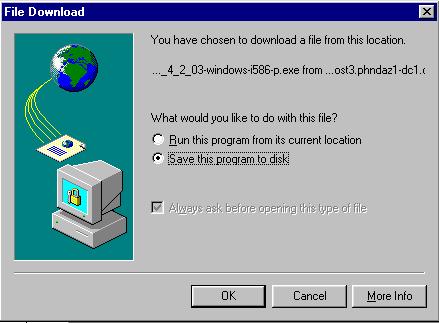 File Download
You have chosen to download a file from this location.
..._4_2_03-windows-i586-p.exe from ...ost3.phndaz1-dc1.c
What would you like to do with this file?
Run this program from its current location
Save this program to disk
Always ask before opening this type of file
OK
Cancel
More Info